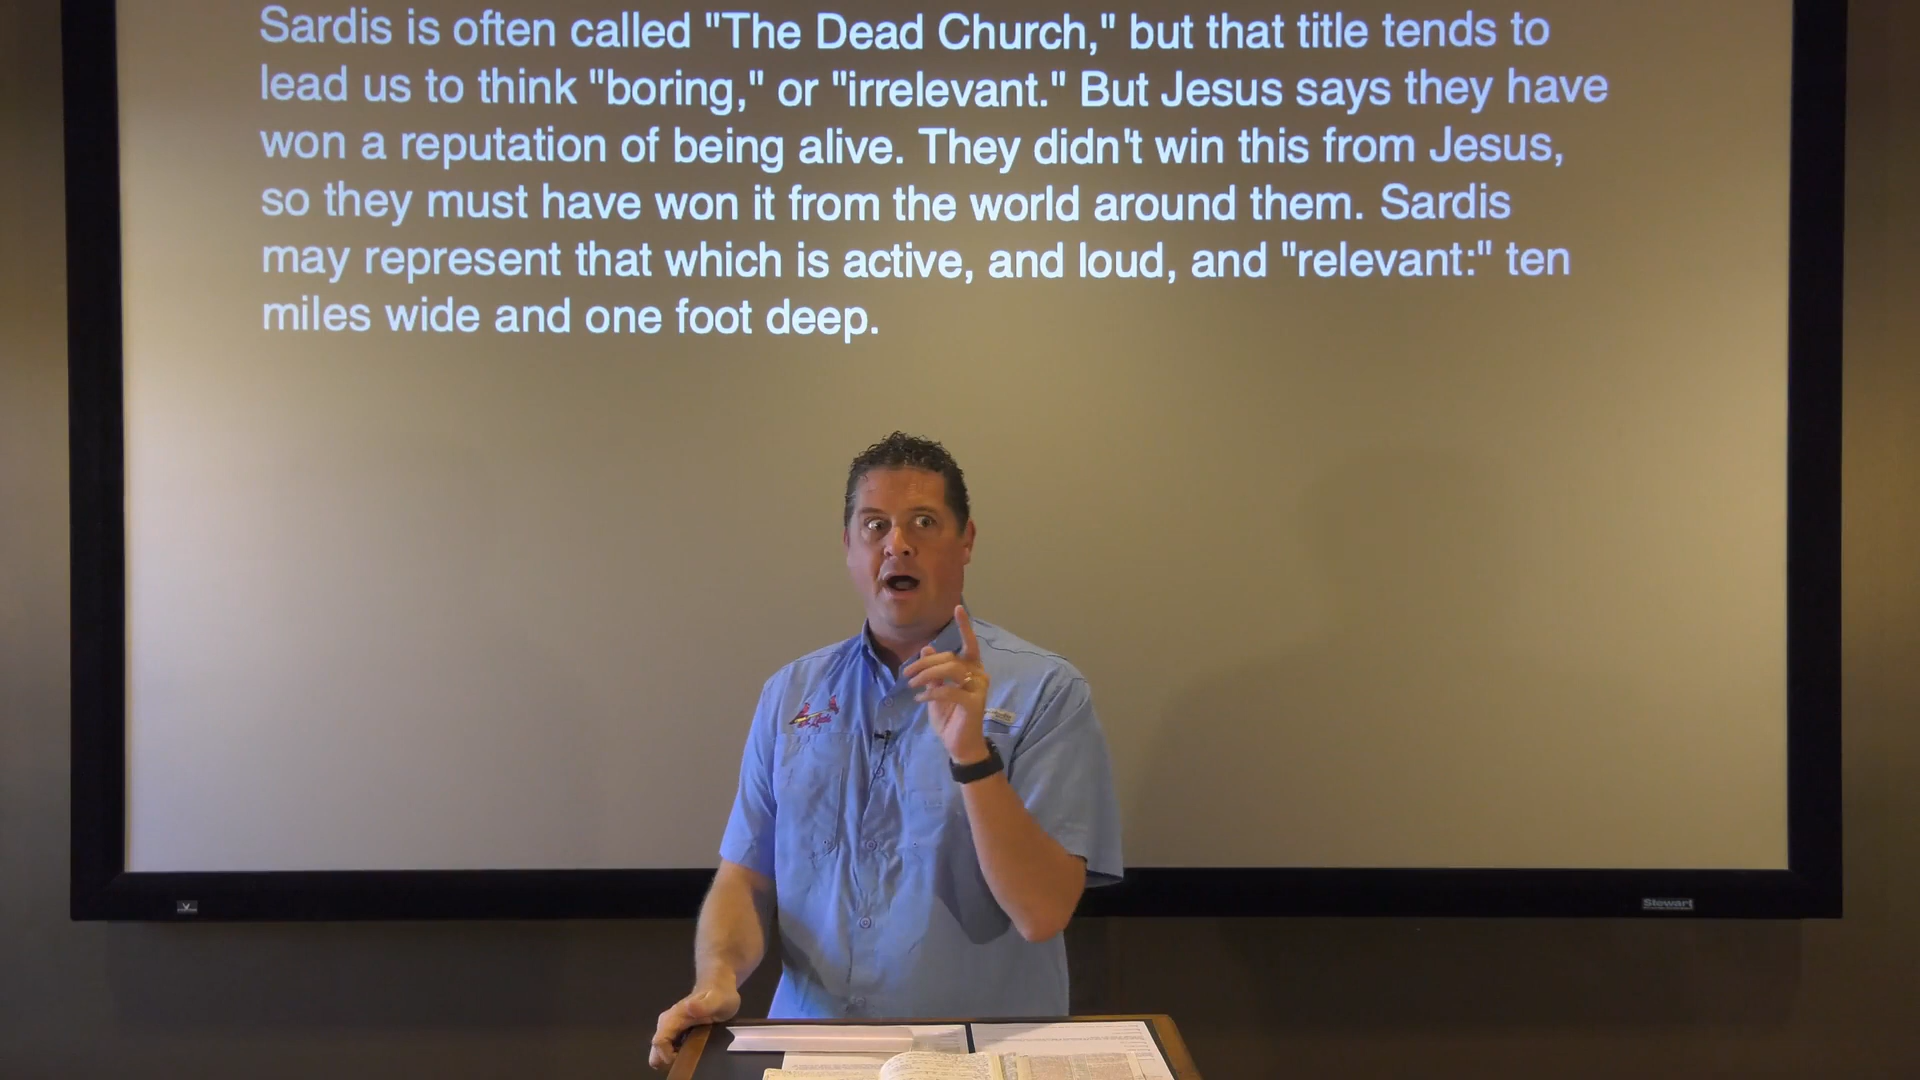 Sardis is often called "The Dead Church," but that title tends to
lead us to think "boring," or "irrelevant." But Jesus says they have
won a reputation of being alive. They didn't win this from Jesus,
so they must have won it from the world around them. Sardis
may represent that which is active, and loud, and "relevant:" ten
miles wide and one foot deep.
Stewart